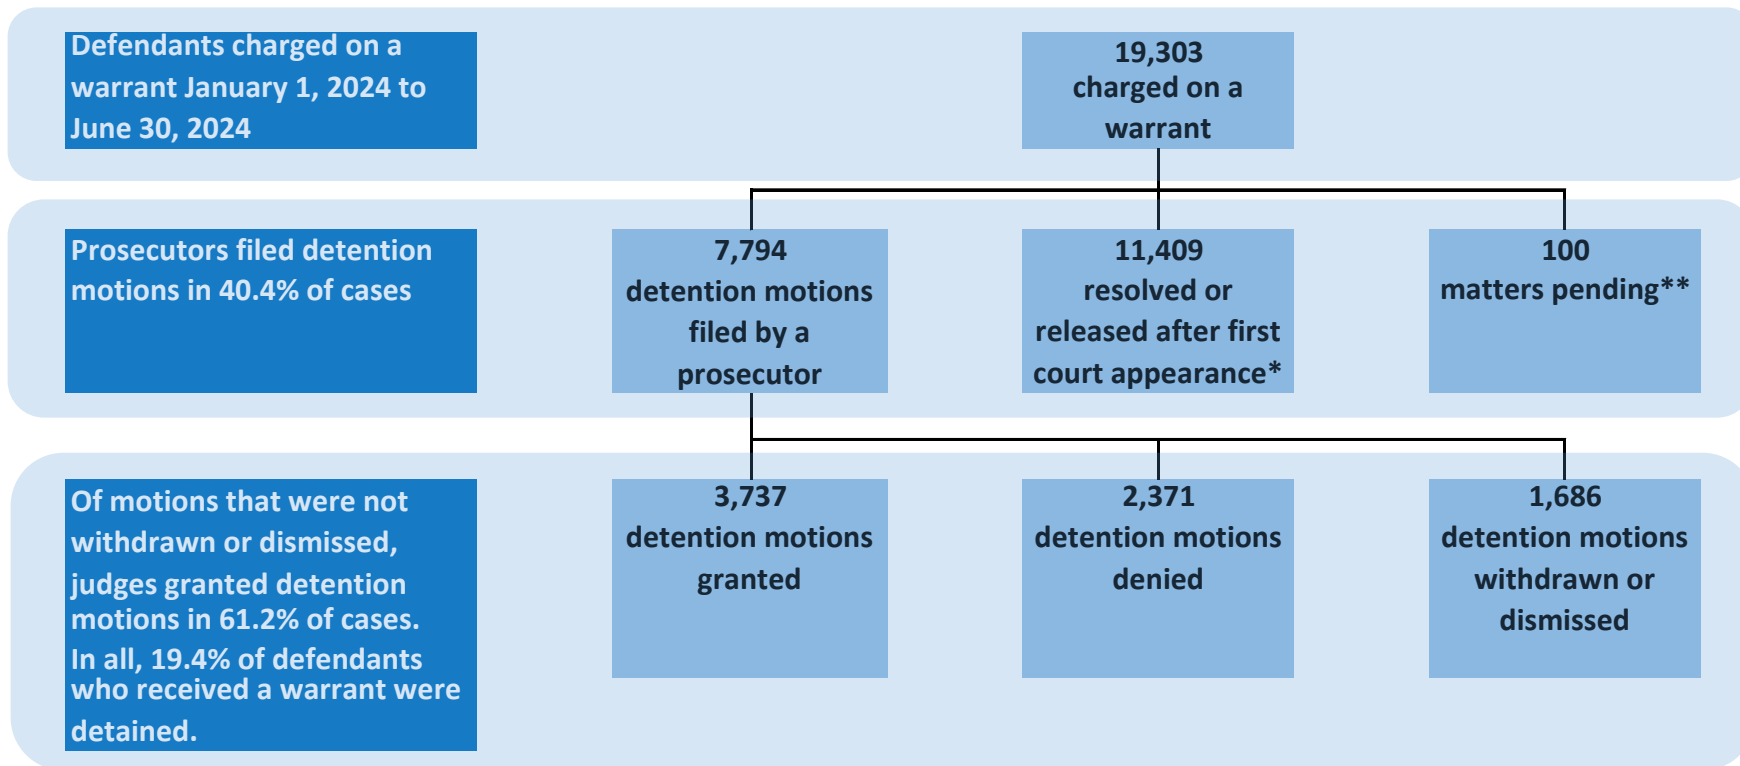 Defendants charged on a
warrant January 1, 2024 to
June 30, 2024
19,303
charged on a
warrant
Prosecutors filed detention
motions in 40.4% of cases
7,794
detention motions
filed by a
prosecutor
11,409
resolved or
released after first
court appearance*
100
matters pending**
Of motions that were not
withdrawn or dismissed,
judges granted detention
motions in 61.2% of cases.
In all, 19.4% of defendants
who received a warrant were
detained.
3,737
detention motions
granted
2,371
detention motions
denied
1,686
detention motions
withdrawn or
dismissed